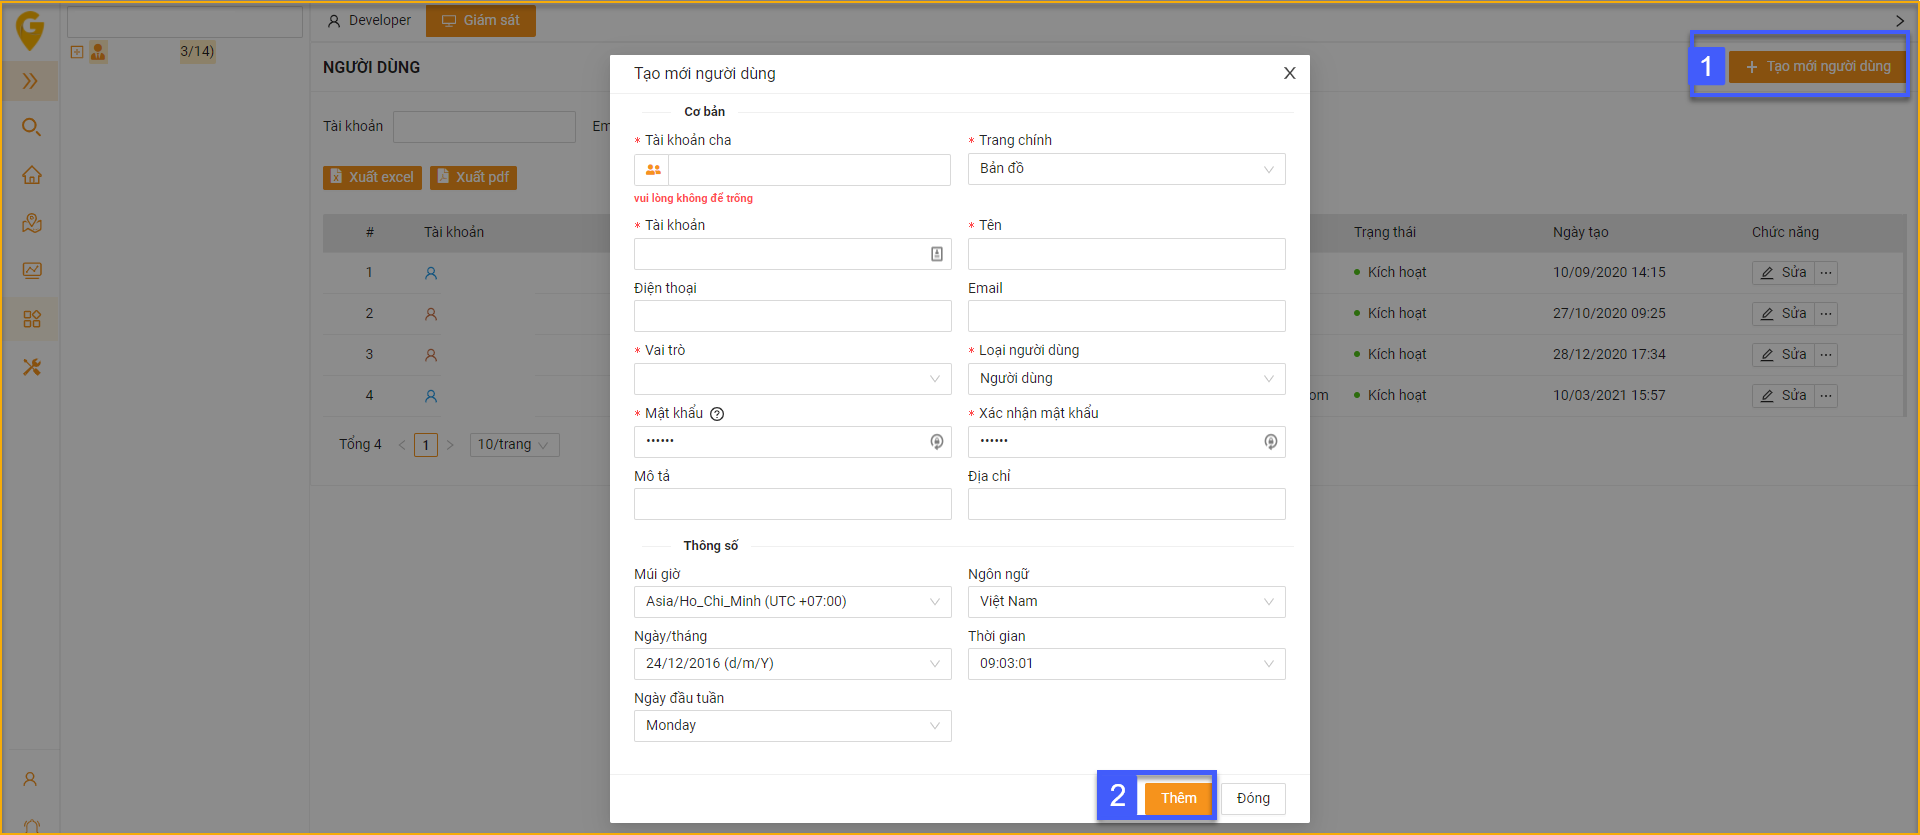 Developer
Giám sát
3/14)
NGƯỜI DÙNG
1
+ Tạo mới người dùng
Tài khoản
Em
Xuất excel
Xuất pdf
# Tài khoản Trạng thái Ngày tạo Chức năng
1 Kích hoạt 10/09/2020 14:15 Sửa ...
2 Kích hoạt 27/10/2020 09:25 Sửa ...
3 Kích hoạt 28/12/2020 17:34 Sửa ...
4 om Kích hoạt 10/03/2021 15:57 Sửa ...
Tổng 4 < 1 > 10/trang
Tạo mới người dùng X
Cơ bản
* Tài khoản cha
* Trang chính
Bản đồ
vui lòng không để trống
* Tài khoản
* Tên
Điện thoại
Email
* Vai trò
* Loại người dùng
Người dùng
* Mật khẩu ?
* Xác nhận mật khẩu
••••••
••••••
Mô tả
Địa chỉ
Thông số
Múi giờ
Ngôn ngữ
Asia/Ho_Chi_Minh (UTC +07:00)
Việt Nam
Ngày/tháng
Thời gian
24/12/2016 (d/m/Y)
09:03:01
Ngày đầu tuần
Monday
2
Thêm
Đóng